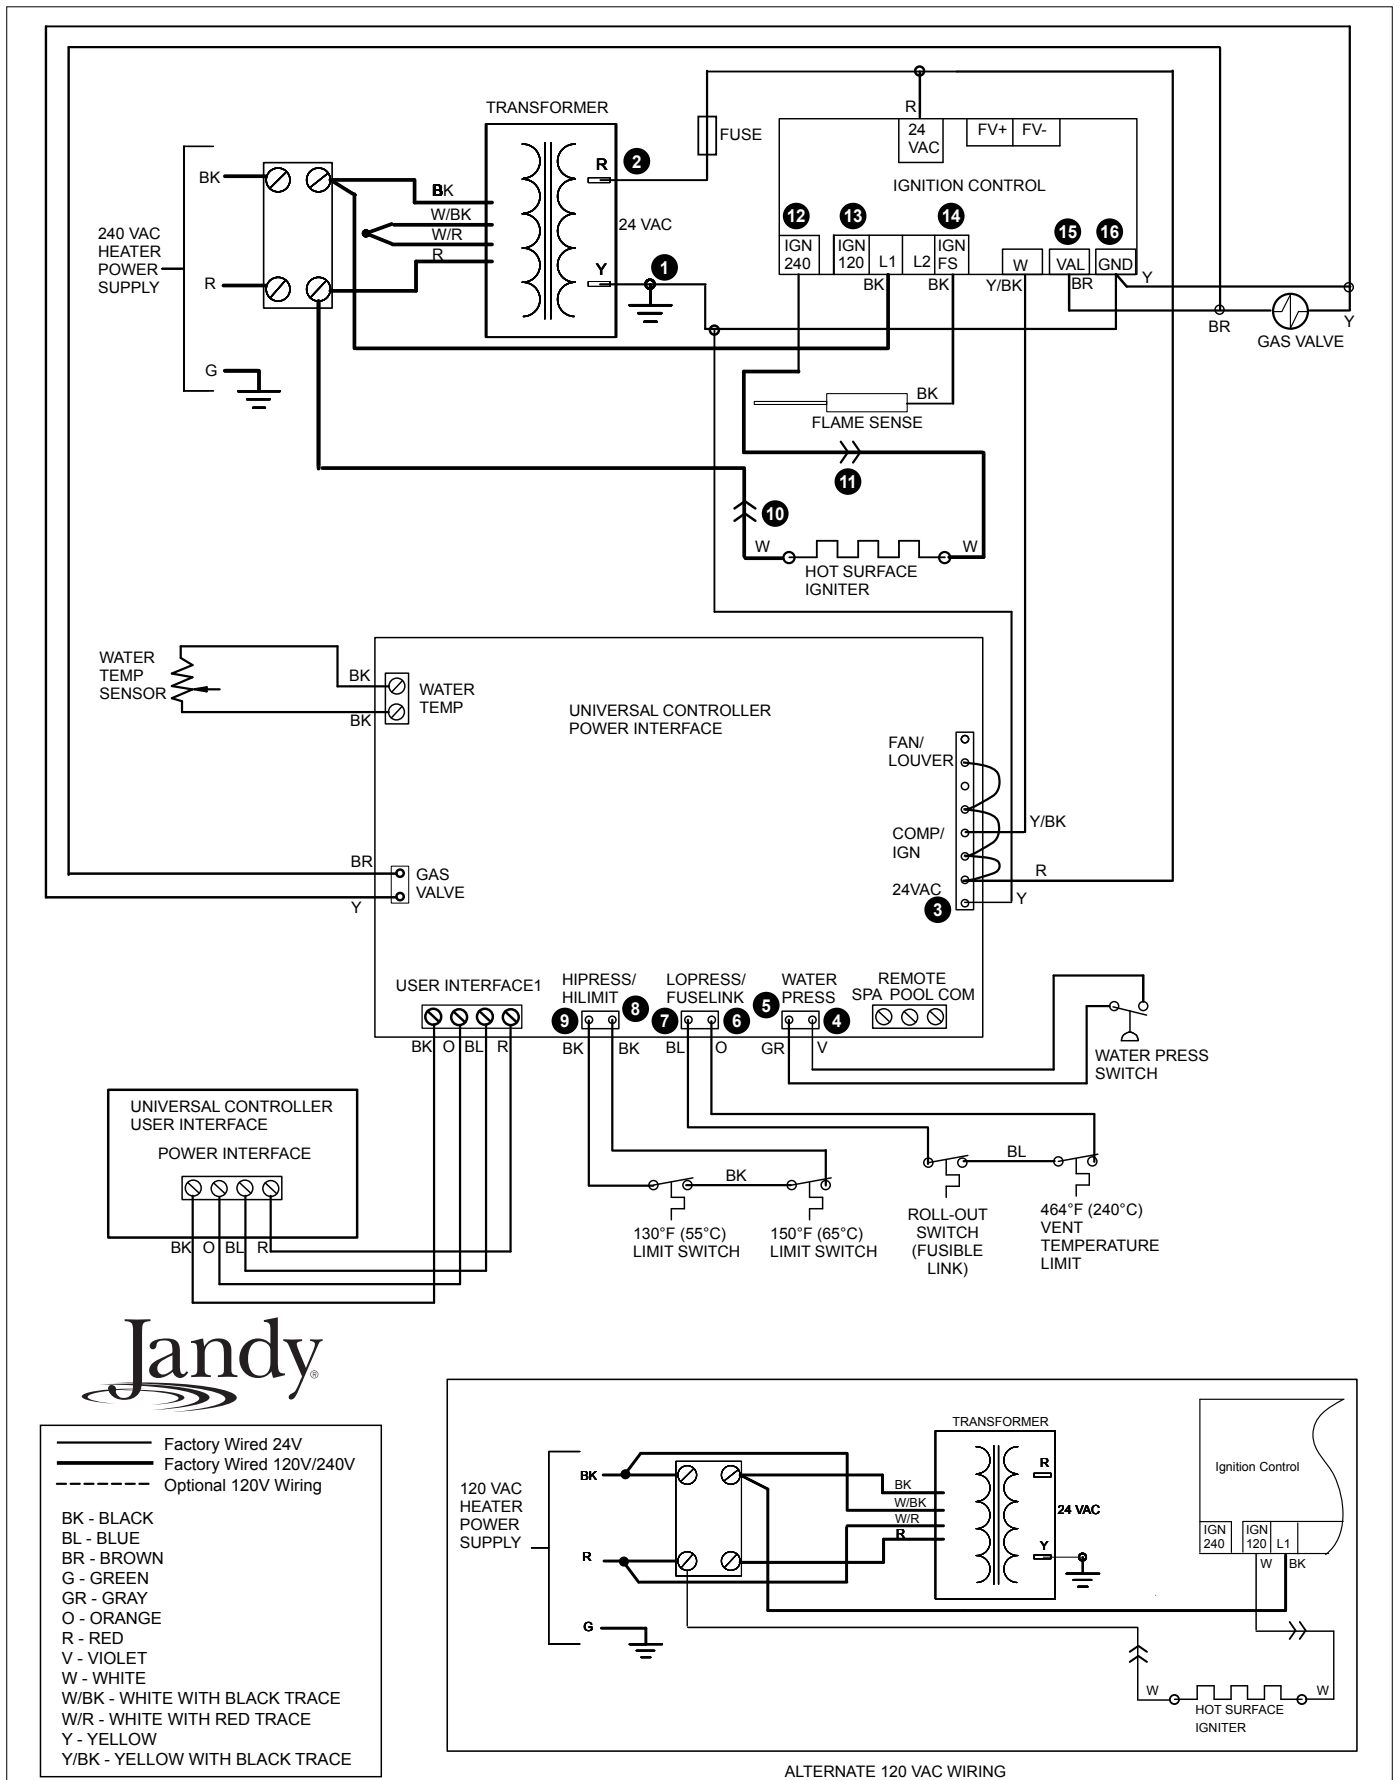 TRANSFORMER
FUSE
R
24
VAC
FV+ FV-
IGNITION CONTROL
BK
240 VAC
HEATER
POWER
SUPPLY
R
G
BK
W/BK
W/R
R
R
2
24 VAC
Y
1
12
13
14
15
16
IGN
240
IGN
120
L1
L2
IGN
FS
W
VAL
GND
BK
BK
Y/BK
BR
Y
BR
Y
GAS VALVE
BK
FLAME SENSE
11
10
W
W
HOT SURFACE
IGNITER
WATER
TEMP
SENSOR
BK
BK
WATER
TEMP
UNIVERSAL CONTROLLER
POWER INTERFACE
FAN/
LOUVER
COMP/
IGN
24VAC
3
Y/BK
R
Y
BR
Y
GAS
VALVE
USER INTERFACE1
HIPRESS/
HILIMIT
LOPRESS/
FUSELINK
WATER
PRESS
REMOTE
SPA POOL COM
9
8
7
6
5
4
BK O BL R
BK
BK
BL
O
GR
V
WATER PRESS
SWITCH
UNIVERSAL CONTROLLER
USER INTERFACE
POWER INTERFACE
BK O BL R
BK
130°F (55°C)
LIMIT SWITCH
150°F (65°C)
LIMIT SWITCH
BL
ROLL-OUT
SWITCH
(FUSIBLE
LINK)
464°F (240°C)
VENT
TEMPERATURE
LIMIT
Jandy®
Factory Wired 24V
Factory Wired 120V/240V
Optional 120V Wiring
BK - BLACK
BL - BLUE
BR - BROWN
G - GREEN
GR - GRAY
O - ORANGE
R - RED
V - VIOLET
W - WHITE
W/BK - WHITE WITH BLACK TRACE
W/R - WHITE WITH RED TRACE
Y - YELLOW
Y/BK - YELLOW WITH BLACK TRACE
TRANSFORMER
120 VAC
HEATER
POWER
SUPPLY
BK
R
G
BK
W/BK
W/R
R
R
24 VAC
Y
Ignition Control
IGN
240
IGN
120
L1
W
BK
W
W
HOT SURFACE
IGNITER
ALTERNATE 120 VAC WIRING